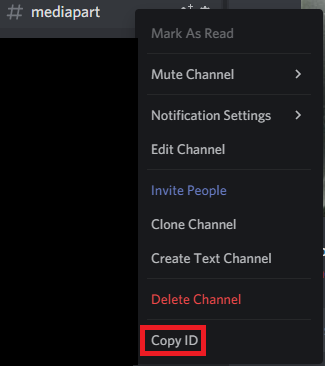 # mediapart
Mark As Read
Mute Channel
Notification Settings
Edit Channel
Invite People
Clone Channel
Create Text Channel
Delete Channel
Copy ID